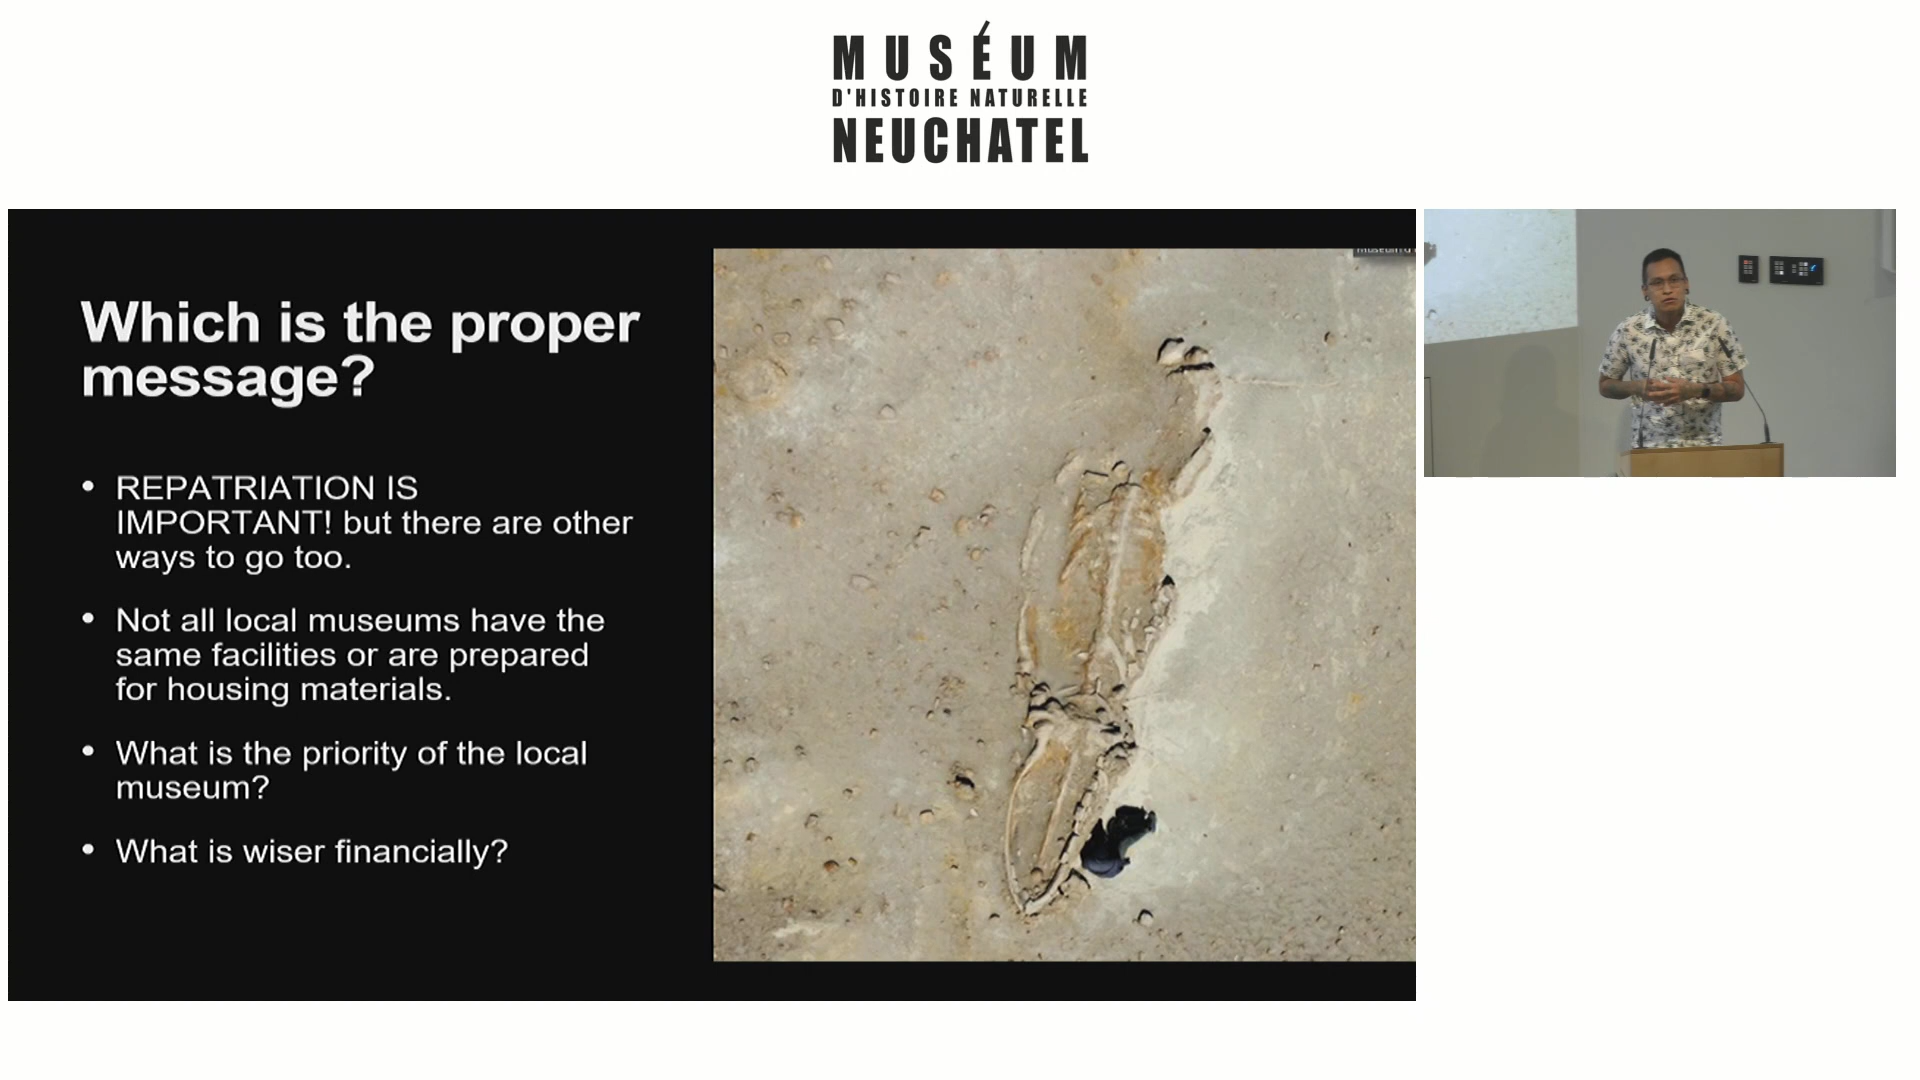 MUSÉUM
D'HISTOIRE NATURELLE
NEUCHATEL
Which is the proper
message?
• REPATRIATION IS
IMPORTANT! but there are other
ways to go too.
• Not all local museums have the
same facilities or are prepared
for housing materials.
• What is the priority of the local
museum?
• What is wiser financially?